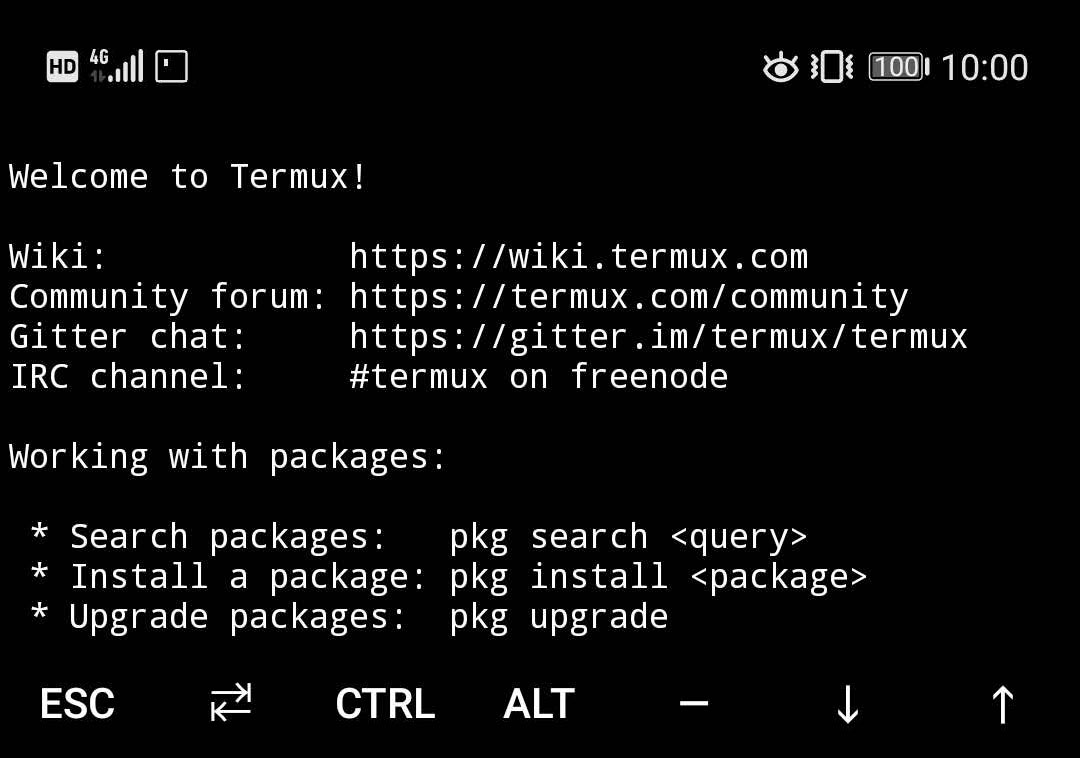 HD 4G 100 10:00
Welcome to Termux!
Wiki: https://wiki.termux.com
Community forum: https://termux.com/community
Gitter chat: https://gitter.im/termux/termux
IRC channel: #termux on freenode
Working with packages:
* Search packages: pkg search <query>
* Install a package: pkg install <package>
* Upgrade packages: pkg upgrade
ESC ⇄ CTRL ALT — ↓ ↑